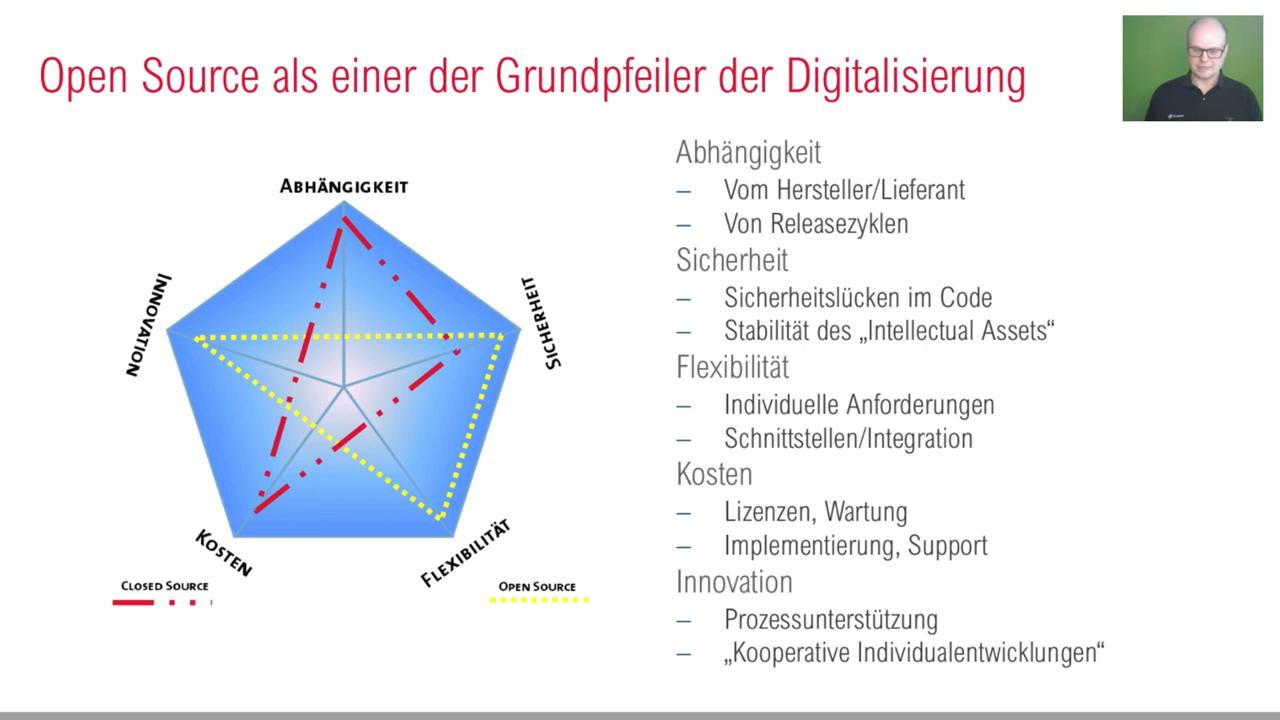 Open Source als einer der Grundpfeiler der Digitalisierung
ABHÄNGIGKEIT
INNOVATION
SICHERHEIT
KOSTEN
FLEXIBILITÄT
CLOSED SOURCE
OPEN SOURCE
Abhängigkeit
– Vom Hersteller/Lieferant
– Von Releasezyklen
Sicherheit
– Sicherheitslücken im Code
– Stabilität des „Intellectual Assets“
Flexibilität
– Individuelle Anforderungen
– Schnittstellen/Integration
Kosten
– Lizenzen, Wartung
– Implementierung, Support
Innovation
– Prozessunterstützung
– „Kooperative Individualentwicklungen“